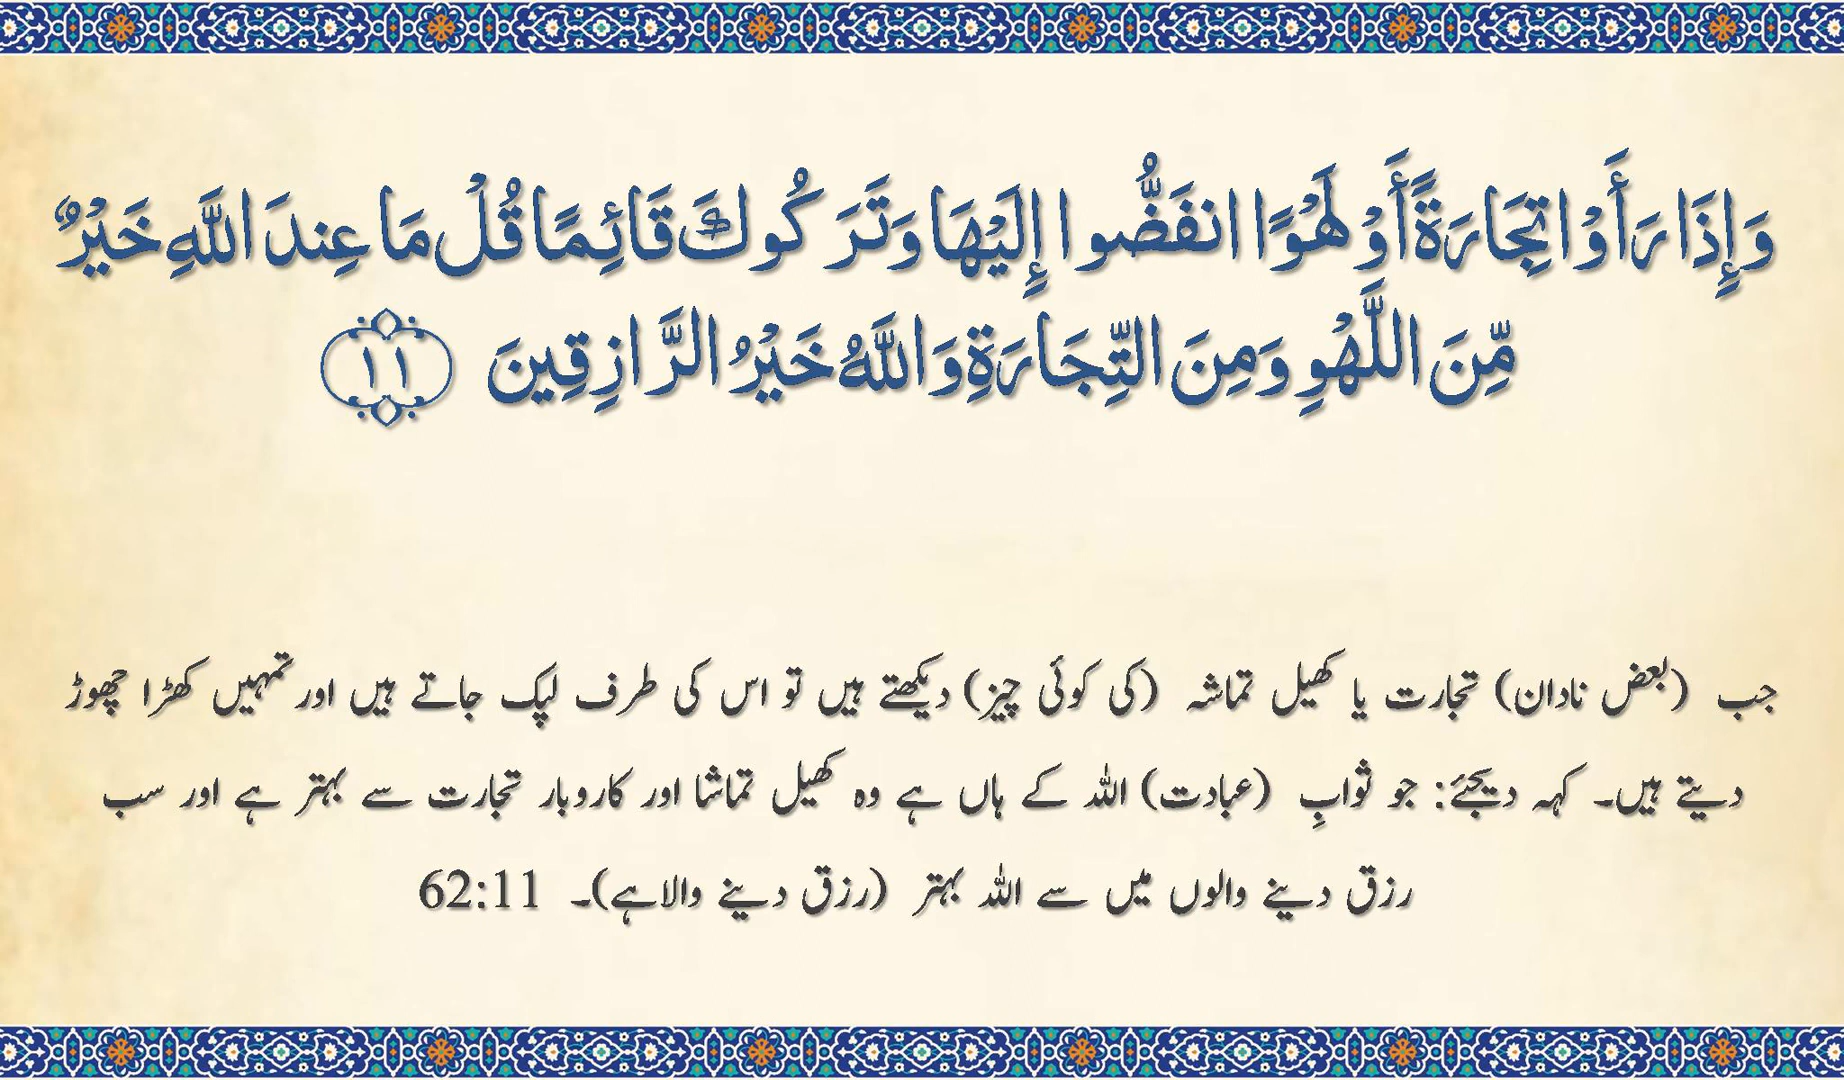 وَإِذَا رَأَوْا تِجَارَةً أَوْ لَهْوًا انفَضُّوا إِلَيْهَا وَتَرَكُوكَ قَائِمًا قُلْ مَا عِندَ اللَّهِ خَيْرٌ
مِّنَ اللَّهْوِ وَمِنَ التِّجَارَةِ وَاللَّهُ خَيْرُ الرَّازِقِينَ ١١
جب (بعض نادان) تجارت یا کھیل تماشہ (کی کوئی چیز) دیکھتے ہیں تو اس کی طرف لپک جاتے ہیں اور تمہیں کھڑا چھوڑ
دیتے ہیں۔ کہہ دیجئے: جو ثوابِ (عبادت) اللہ کے ہاں ہے وہ کھیل تماشا اور کاروبار تجارت سے بہتر ہے اور سب
رزق دینے والوں میں سے اللہ بہتر (رزق دینے والاہے)۔ 62:11